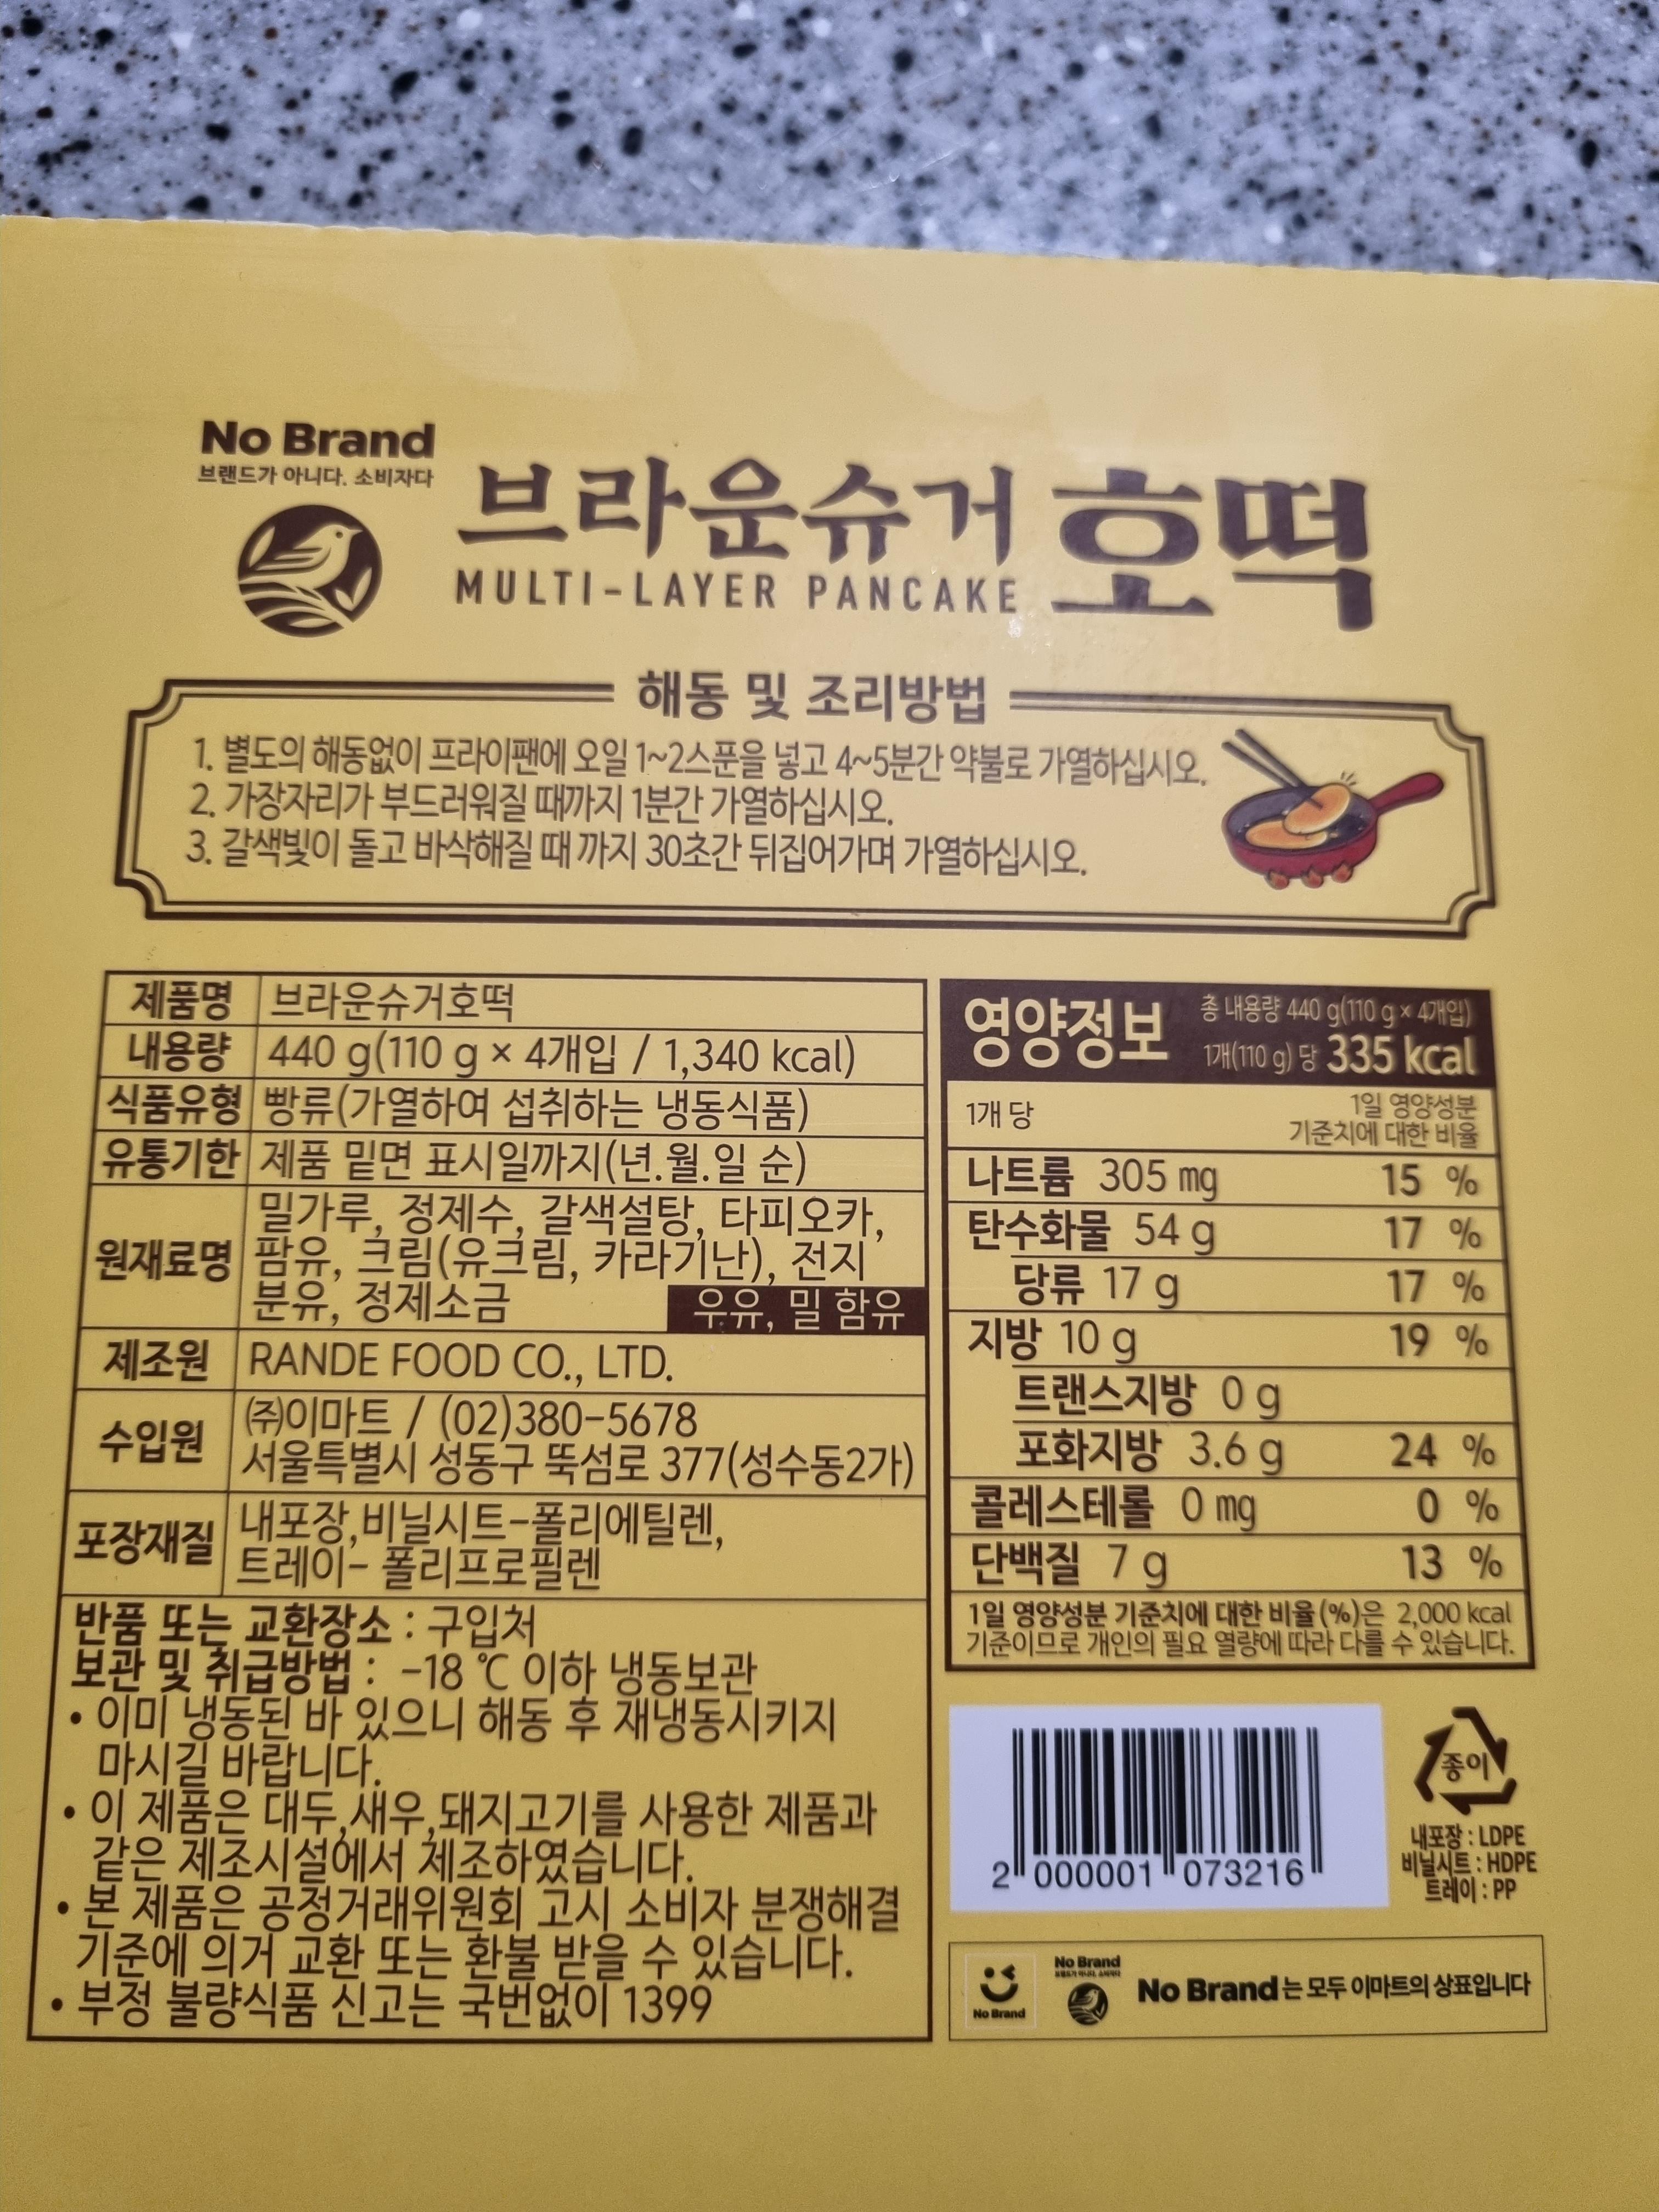 No Brand
브랜드가 아니다. 소비자다
브라운슈거 호떡
MULTI-LAYER PANCAKE
해동 및 조리방법
1. 별도의 해동없이 프라이팬에 오일 1~2스푼을 넣고 4~5분간 약불로 가열하십시오.
2. 가장자리가 부드러워질 때까지 1분간 가열하십시오.
3. 갈색빛이 돌고 바삭해질 때 까지 30초간 뒤집어가며 가열하십시오.
제품명 브라운슈거호떡
내용량 440 g(110 g × 4개입 / 1,340 kcal)
식품유형 빵류(가열하여 섭취하는 냉동식품)
유통기한 제품 밑면 표시일까지(년.월.일 순)
원재료명 밀가루, 정제수, 갈색설탕, 타피오카,
팜유, 크림(유크림, 카라기난), 전지
분유, 정제소금
우유, 밀 함유
제조원 RANDE FOOD CO., LTD.
수입원 ㈜이마트 / (02)380-5678
서울특별시 성동구 뚝섬로 377(성수동2가)
포장재질 내포장,비닐시트-폴리에틸렌,
트레이- 폴리프로필렌
반품 또는 교환장소 : 구입처
보관 및 취급방법 : -18 ℃ 이하 냉동보관
• 이미 냉동된 바 있으니 해동 후 재냉동시키지
마시길 바랍니다.
• 이 제품은 대두,새우,돼지고기를 사용한 제품과
같은 제조시설에서 제조하였습니다.
• 본 제품은 공정거래위원회 고시 소비자 분쟁해결
기준에 의거 교환 또는 환불 받을 수 있습니다.
• 부정 불량식품 신고는 국번없이 1399
영양정보
총 내용량 440 g(110 g × 4개입)
1개(110 g) 당 335 kcal
1개 당
1일 영양성분
기준치에 대한 비율
나트륨 305 mg 15 %
탄수화물 54 g 17 %
당류 17 g 17 %
지방 10 g 19 %
트랜스지방 0 g
포화지방 3.6 g 24 %
콜레스테롤 0 mg 0 %
단백질 7 g 13 %
1일 영양성분 기준치에 대한 비율(%)은 2,000 kcal
기준이므로 개인의 필요 열량에 따라 다를 수 있습니다.
2 000001 073216
종이
내포장 : LDPE
비닐시트 : HDPE
트레이 : PP
No Brand
No Brand
브랜드가 아니다. 소비자다
No Brand는 모두 이마트의 상표입니다